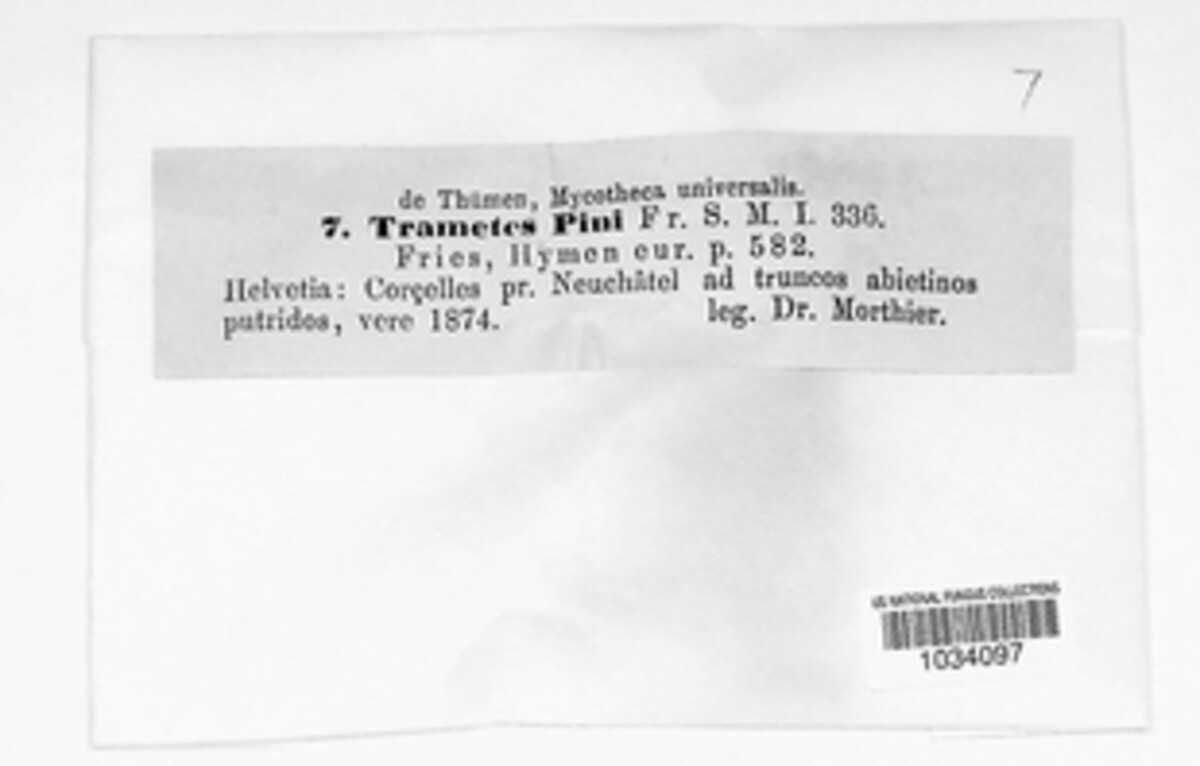 7
de Thümen, Mycotheca universalis.
7. Trametes Pini Fr. S. M. I. 336.
Fries, Hymen eur. p. 582.
Helvetia: Corçelles pr. Neuchâtel ad truncos abietinos
putridos, vere 1874. leg. Dr. Morthier.
US NATIONAL FUNGUS COLLECTIONS
1034097